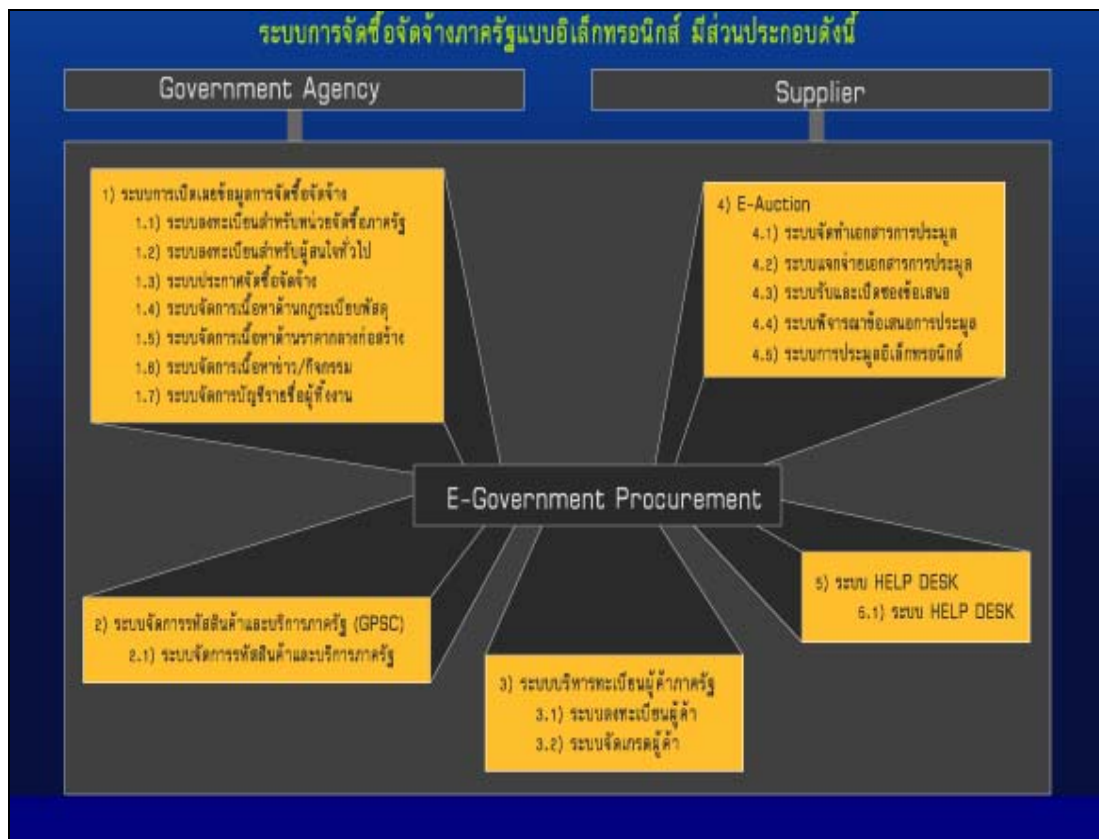 ระบบการจัดซื้อจัดจ้างภาครัฐแบบอิเล็กทรอนิกส์ มีส่วนประกอบดังนี้
Government Agency
Supplier
1) ระบบการเปิดเผยข้อมูลการจัดซื้อจัดจ้าง
1.1) ระบบลงทะเบียนสำหรับหน่วยจัดซื้อภาครัฐ
1.2) ระบบลงทะเบียนสำหรับผู้สนใจทั่วไป
1.3) ระบบประกาศจัดซื้อจัดจ้าง
1.4) ระบบจัดการเนื้อหาด้านกฎระเบียบพัสดุ
1.5) ระบบจัดการเนื้อหาด้านราคากลางก่อสร้าง
1.6) ระบบจัดการเนื้อหาข่าว/กิจกรรม
1.7) ระบบจัดการบัญชีรายชื่อผู้ทิ้งงาน
4) E-Auction
4.1) ระบบจัดทำเอกสารการประมูล
4.2) ระบบแจกจ่ายเอกสารการประมูล
4.3) ระบบรับและเปิดซองข้อเสนอ
4.4) ระบบพิจารณาข้อเสนอการประมูล
4.5) ระบบการประมูลอิเล็กทรอนิกส์
E-Government Procurement
2) ระบบจัดการรหัสสินค้าและบริการภาครัฐ (GPSC)
2.1) ระบบจัดการรหัสสินค้าและบริการภาครัฐ
3) ระบบบริหารทะเบียนผู้ค้าภาครัฐ
3.1) ระบบลงทะเบียนผู้ค้า
3.2) ระบบจัดเกรดผู้ค้า
5) ระบบ HELP DESK
5.1) ระบบ HELP DESK